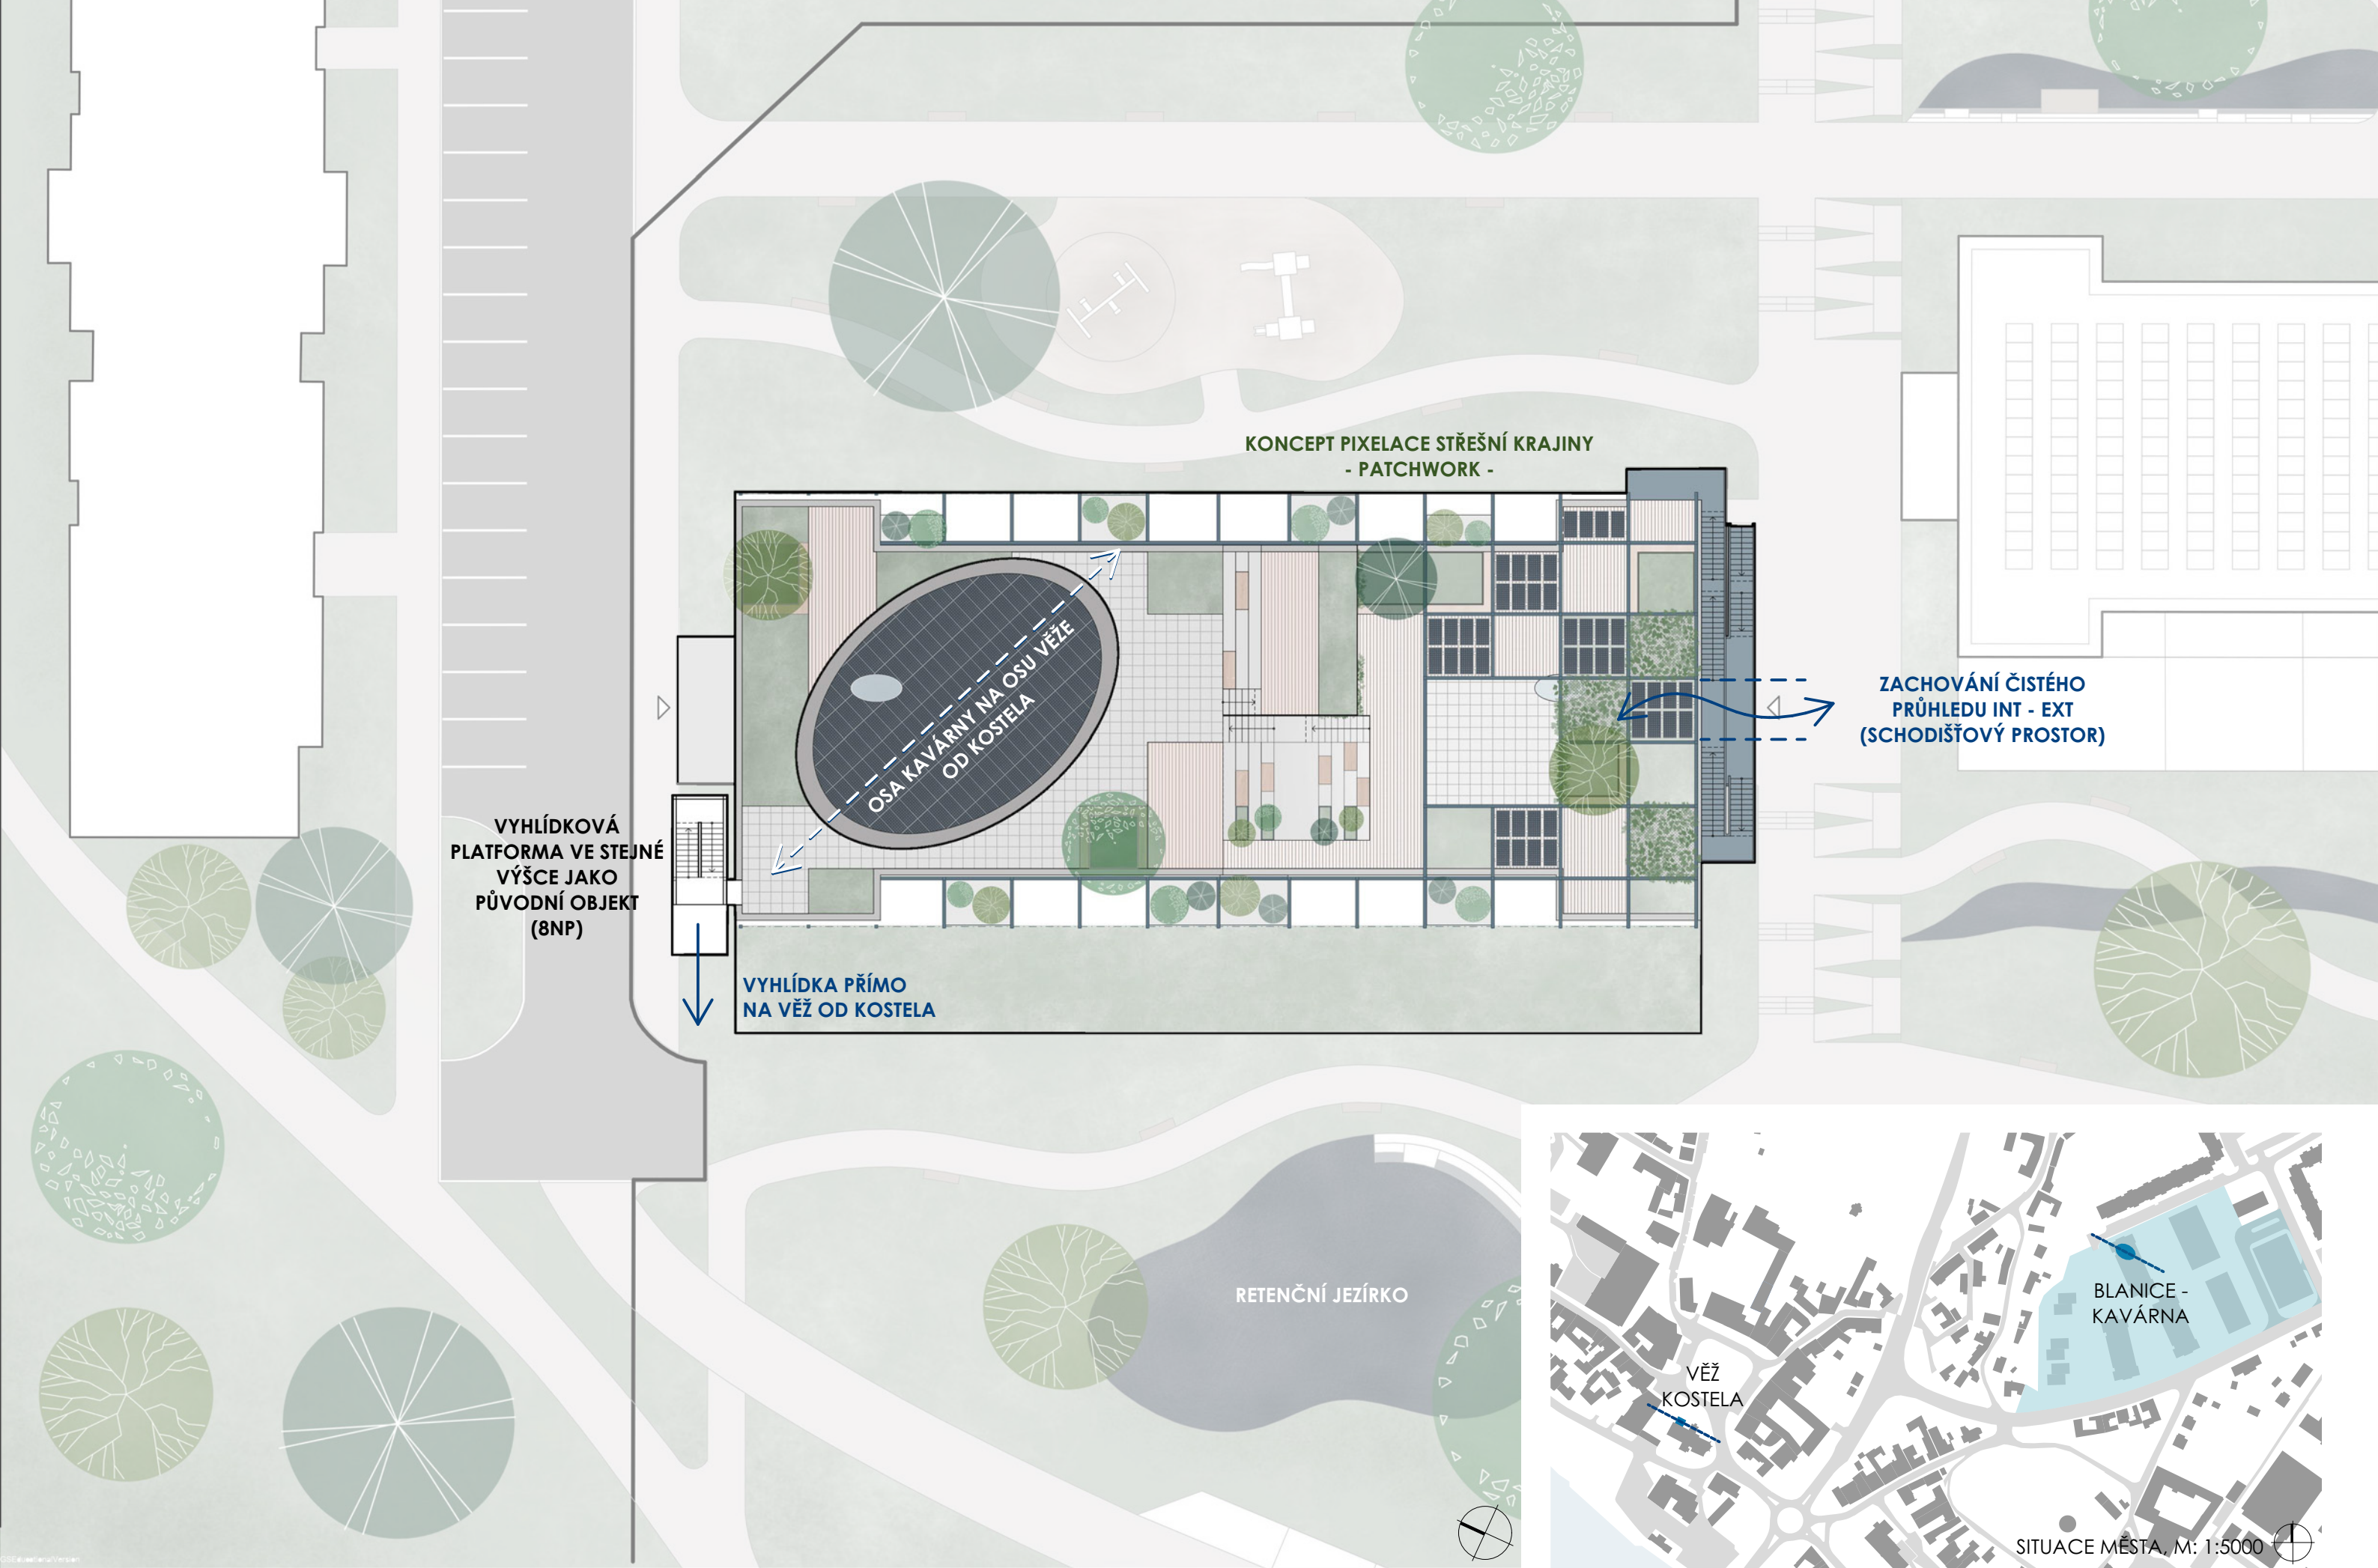 KONCEPT PIXELACE STŘEŠNÍ KRAJINY
- PATCHWORK -
OSA KAVÁRNY NA OSU VĚŽE
OD KOSTELA
ZACHOVÁNÍ ČISTÉHO
PRŮHLEDU INT - EXT
(SCHODIŠŤOVÝ PROSTOR)
VYHLÍDKOVÁ
PLATFORMA VE STEJNÉ
VÝŠCE JAKO
PŮVODNÍ OBJEKT
(8NP)
VYHLÍDKA PŘÍMO
NA VĚŽ OD KOSTELA
RETENČNÍ JEZÍRKO
BLANICE -
KAVÁRNA
VĚŽ
KOSTELA
SITUACE MĚSTA, M: 1:5000